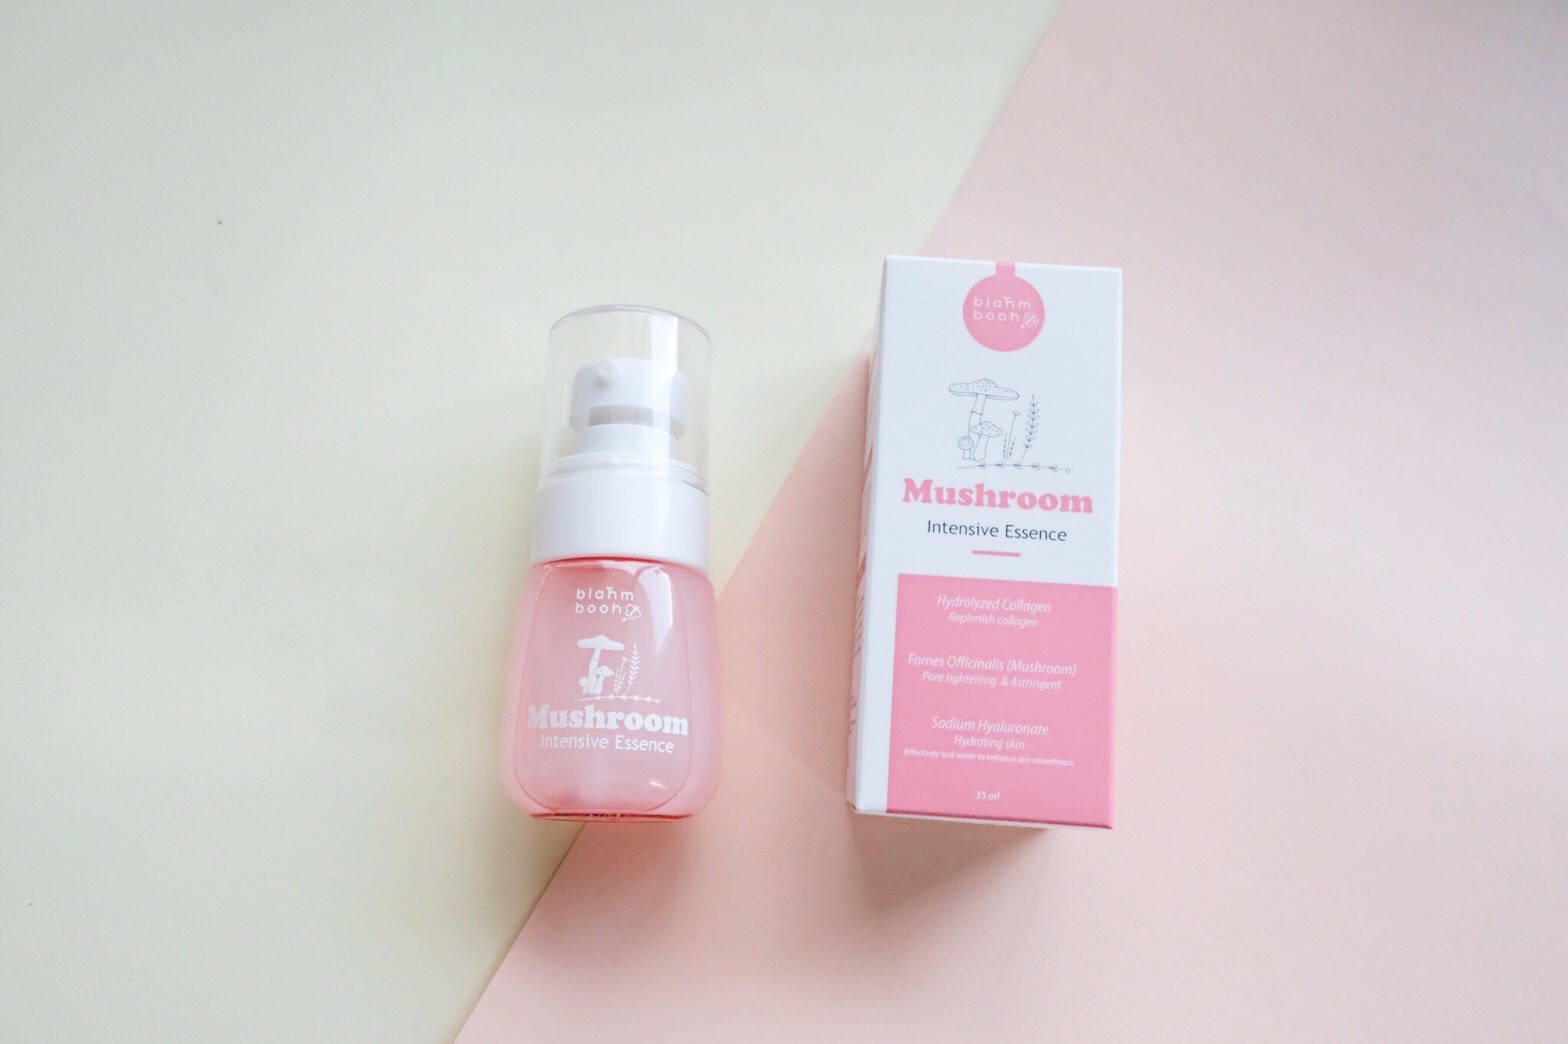 blahm
booh
Mushroom
Intensive Essence
blahm
booh
Mushroom
Intensive Essence
Hydrolyzed Collagen
Replenish collagen
Fomes Officinalis (Mushroom)
Pore tightening & Astringent
Sodium Hyaluronate
Hydrating skin
Effectively lock water to enhance skin smoothness
35 ml